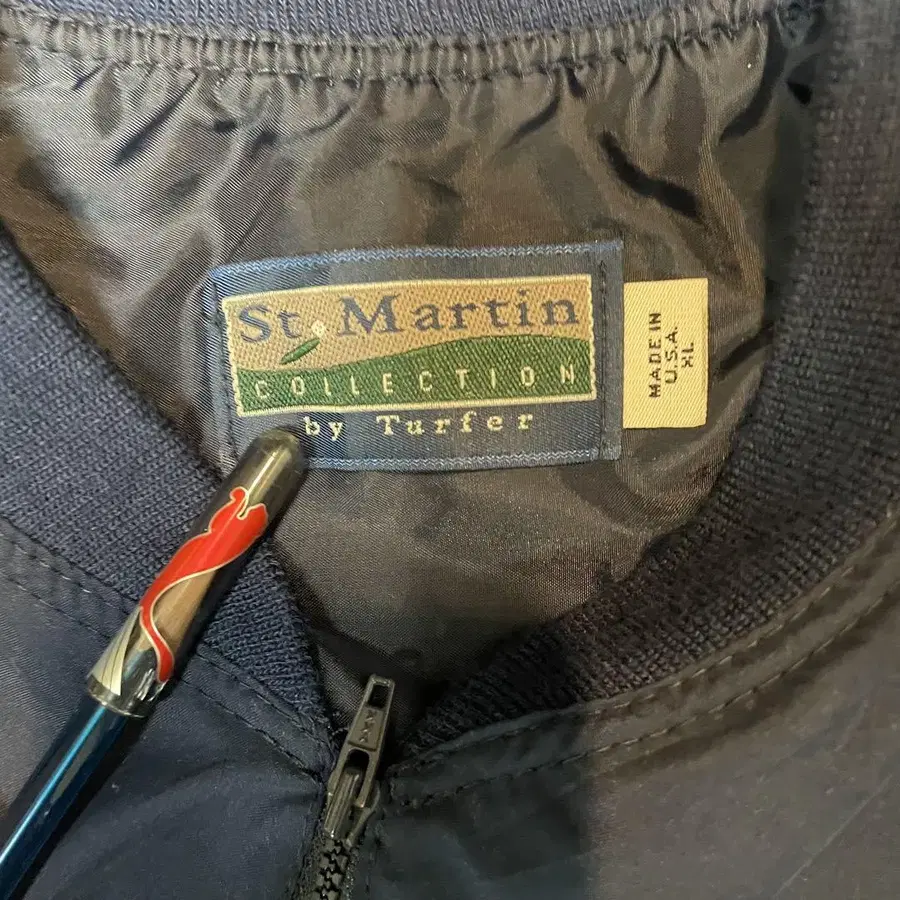 St. Martin
COLLECTION
by Turfer
MADE IN
U.S.A.
XL